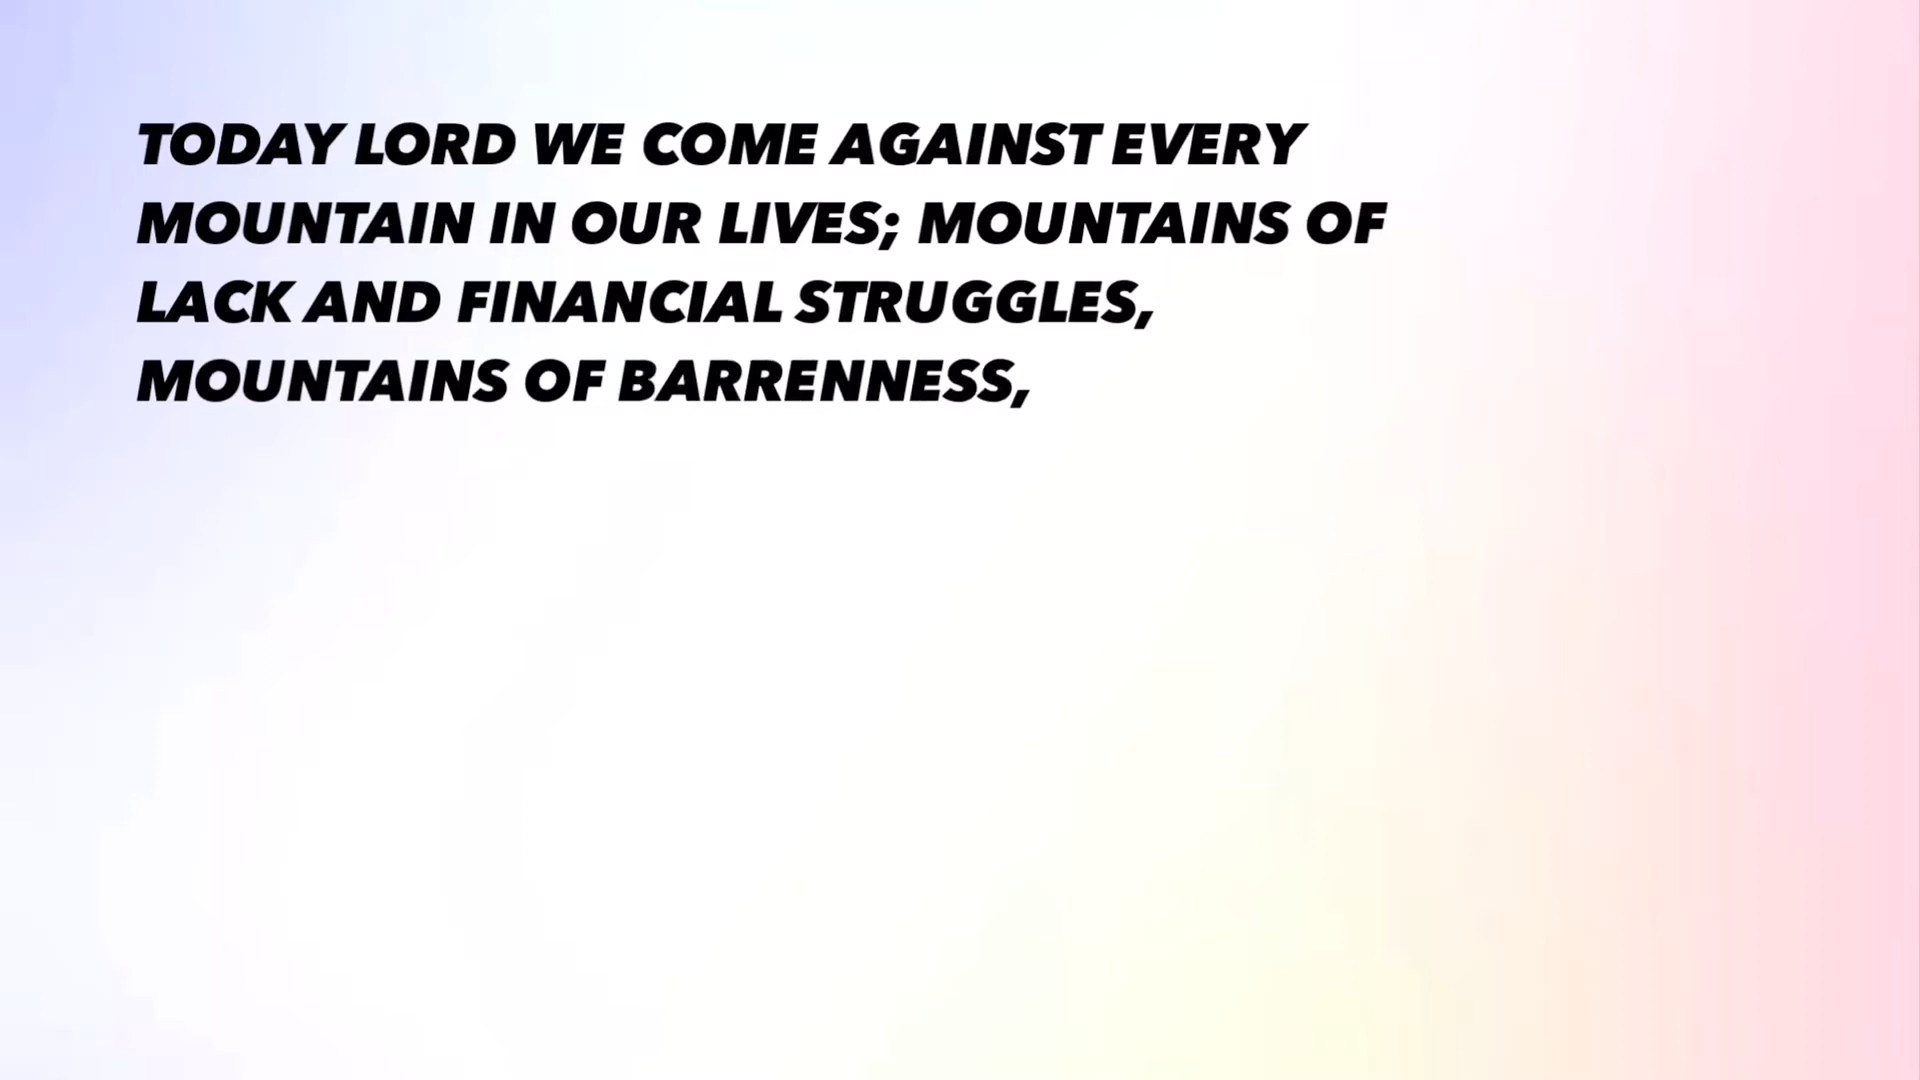 TODAY LORD WE COME AGAINST EVERY
MOUNTAIN IN OUR LIVES; MOUNTAINS OF
LACK AND FINANCIAL STRUGGLES,
MOUNTAINS OF BARRENNESS,